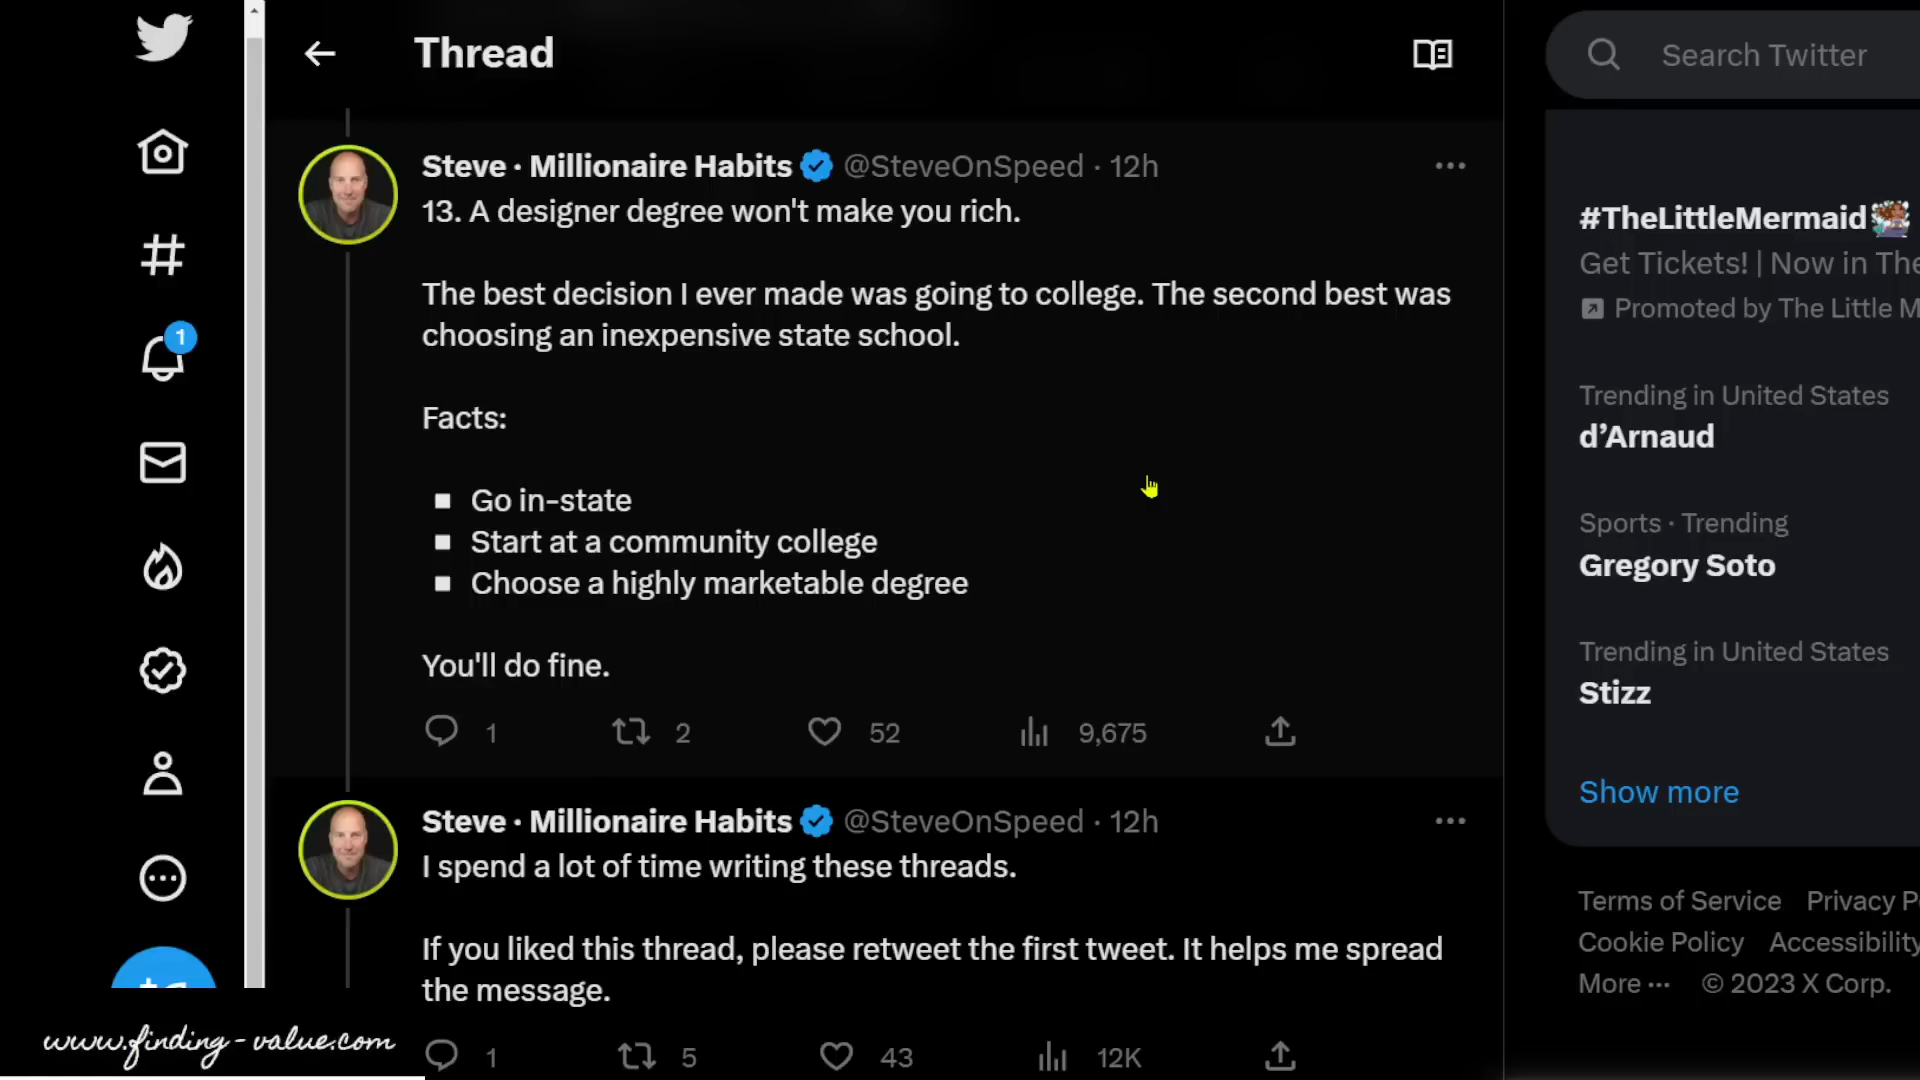 Thread
Search Twitter
Steve · Millionaire Habits @SteveOnSpeed · 12h
13. A designer degree won't make you rich.
The best decision I ever made was going to college. The second best was
choosing an inexpensive state school.
Facts:
Go in-state
Start at a community college
Choose a highly marketable degree
You'll do fine.
1 2 52 9,675
Steve · Millionaire Habits @SteveOnSpeed · 12h
I spend a lot of time writing these threads.
If you liked this thread, please retweet the first tweet. It helps me spread
the message.
1 5 43 12K
1
#TheLittleMermaid
Get Tickets! | Now in The
Promoted by The Little M
Trending in United States
d’Arnaud
Sports · Trending
Gregory Soto
Trending in United States
Stizz
Show more
Terms of Service Privacy P
Cookie Policy Accessibility
More ··· © 2023 X Corp.
www.finding-value.com